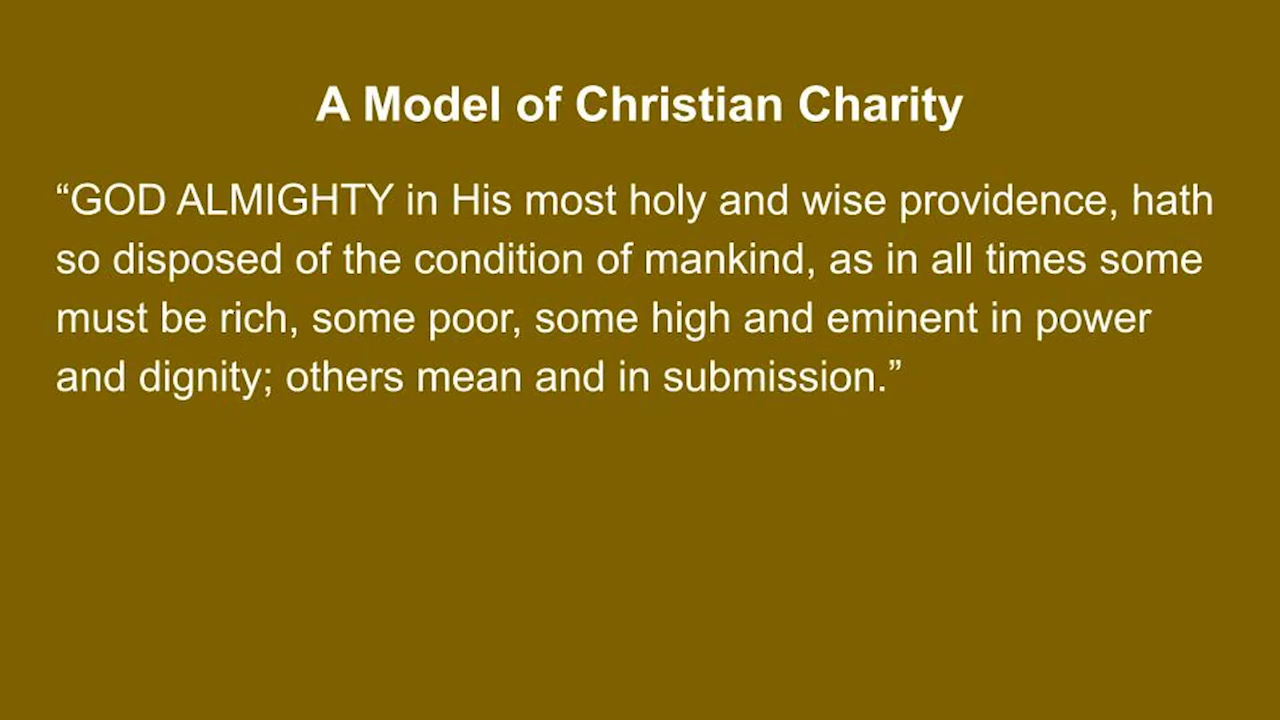 A Model of Christian Charity
“GOD ALMIGHTY in His most holy and wise providence, hath
so disposed of the condition of mankind, as in all times some
must be rich, some poor, some high and eminent in power
and dignity; others mean and in submission.”